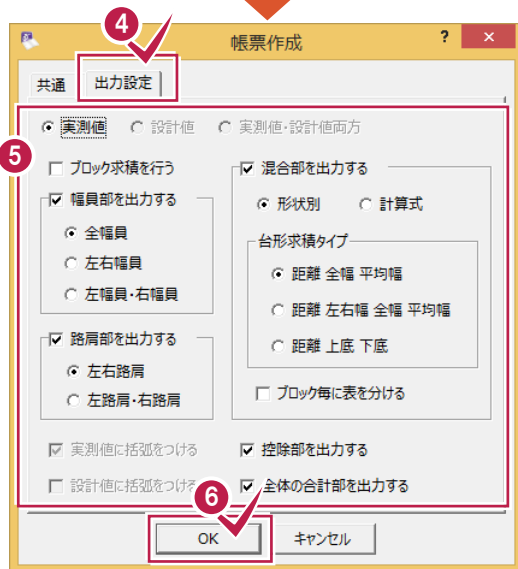 4
帳票作成
?
×
共通
出力設定
5
実測値
設計値
実測値・設計値両方
ブロック求積を行う
幅員部を出力する
全幅員
左右幅員
左幅員・右幅員
路肩部を出力する
左右路肩
左路肩・右路肩
混合部を出力する
形状別
計算式
台形求積タイプ
距離 全幅 平均幅
距離 左右幅 全幅 平均幅
距離 上底 下底
ブロック毎に表を分ける
実測値に括弧をつける
控除部を出力する
設計値に括弧をつける
全体の合計部を出力する
6
OK
キャンセル